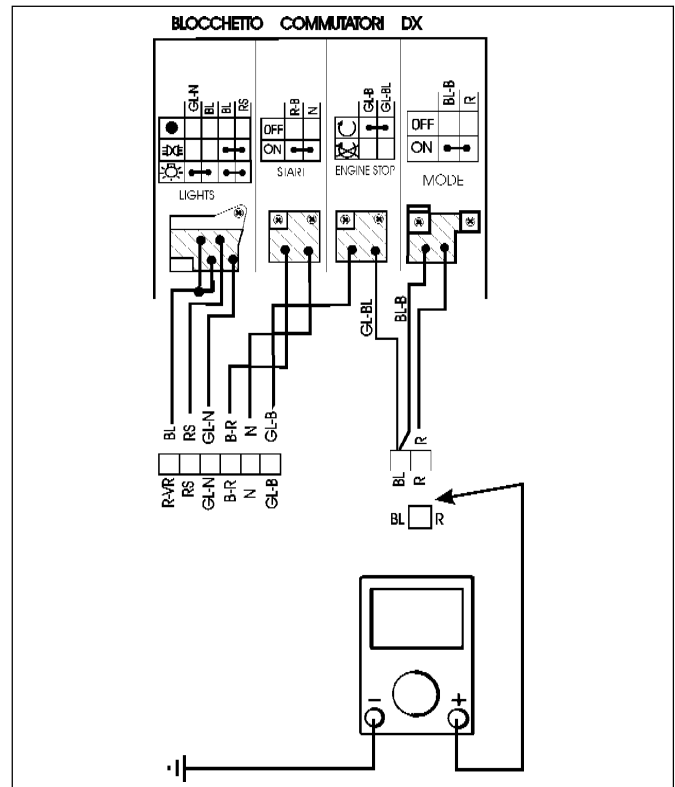 BLOCCHETTO COMMUTATORI DX
GL-N BL BL RS
LIGHTS
R-B N
OFF
ON
START
GL-B GL-BL
ENGINE STOP
BL-B R
OFF
ON
MODE
GL-BL BL-B R
BL RS GL-N B-R N GL-B
R-VR RS GL-N B-R N GL-B
BL R
BL R
- +